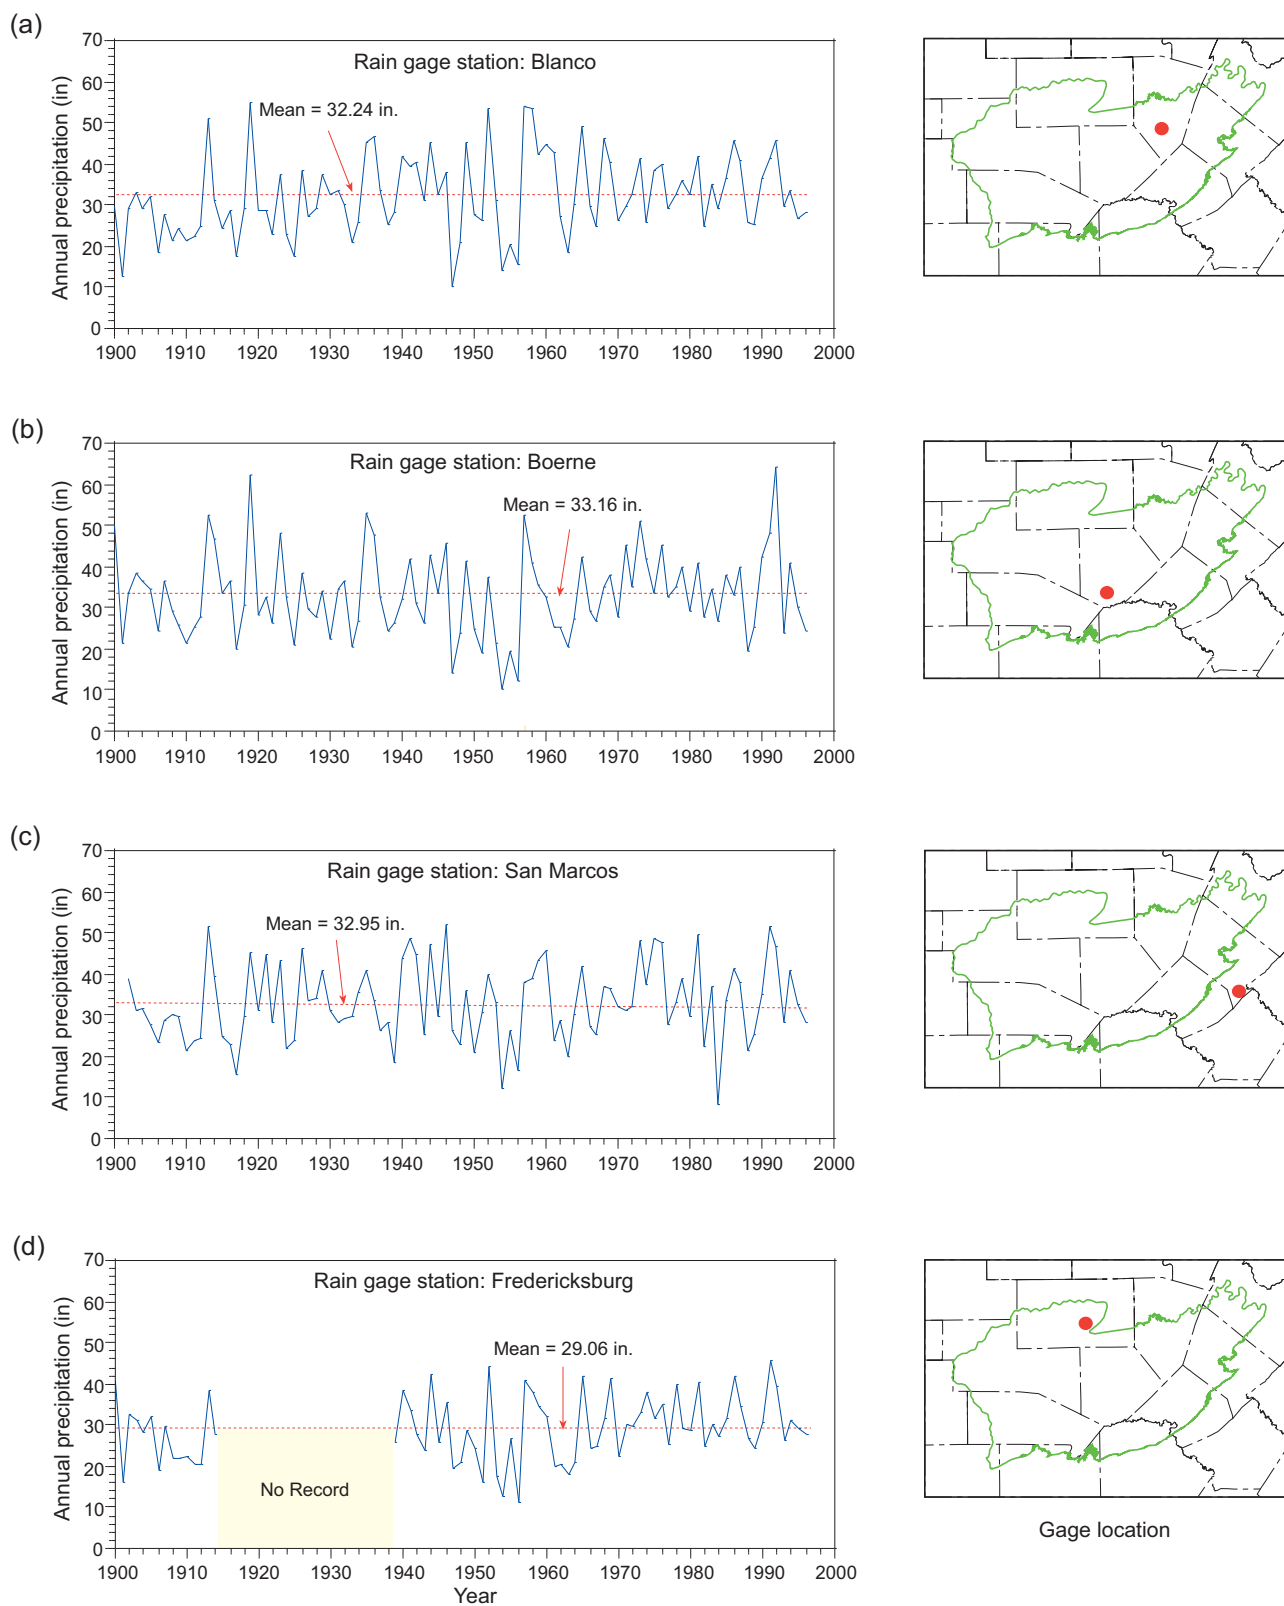 (a)
70
60
50
40
30
20
10
0
Annual precipitation (in)
Rain gage station: Blanco
Mean = 32.24 in.
1900 1910 1920 1930 1940 1950 1960 1970 1980 1990 2000
(b)
70
60
50
40
30
20
10
0
Annual precipitation (in)
Rain gage station: Boerne
Mean = 33.16 in.
1900 1910 1920 1930 1940 1950 1960 1970 1980 1990 2000
(c)
70
60
50
40
30
20
10
0
Annual precipitation (in)
Rain gage station: San Marcos
Mean = 32.95 in.
1900 1910 1920 1930 1940 1950 1960 1970 1980 1990 2000
(d)
70
60
50
40
30
20
10
0
Annual precipitation (in)
Rain gage station: Fredericksburg
Mean = 29.06 in.
No Record
1900 1910 1920 1930 1940 1950 1960 1970 1980 1990 2000
Year
Gage location